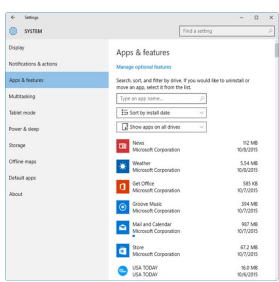 Settings
SYSTEM
Find a setting
Display
Notifications & actions
Apps & features
Multitasking
Tablet mode
Power & sleep
Storage
Offline maps
Default apps
About
Apps & features
Manage optional features
Search, sort, and filter by drive. If you would like to uninstall or
move an app, select it from the list.
Type an app name...
Sort by install date
Show apps on all drives
News 112 MB
Microsoft Corporation 10/8/2015
Weather 5.54 MB
Microsoft Corporation 10/8/2015
Get Office 585 KB
Microsoft Corporation 10/7/2015
Groove Music 394 MB
Microsoft Corporation 10/7/2015
Mail and Calendar 907 MB
Microsoft Corporation 10/7/2015
Store 67.2 MB
Microsoft Corporation 10/7/2015
USA TODAY 16.0 MB
USA TODAY 10/6/2015